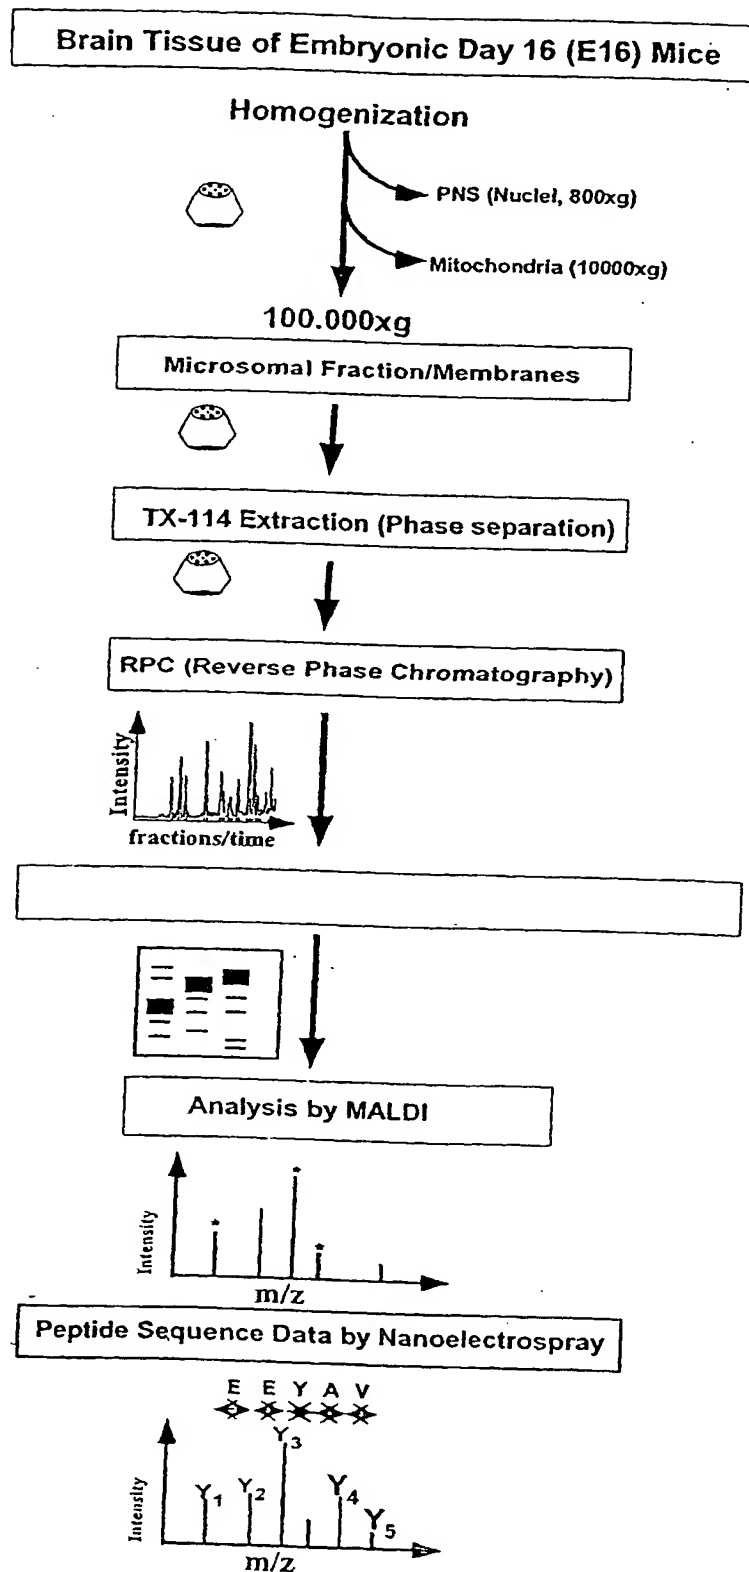 Brain Tissue of Embryonic Day 16 (E16) Mice
Homogenization
PNS (Nuclei, 800xg)
Mitochondria (10000xg)
100.000xg
Microsomal Fraction/Membranes
TX-114 Extraction (Phase separation)
RPC (Reverse Phase Chromatography)
Intensity
fractions/time
Analysis by MALDI
Intensity
* * *
m/z
Peptide Sequence Data by Nanoelectrospray
E E Y A V
Intensity
Y1 Y2 Y3 Y4 Y5
m/z